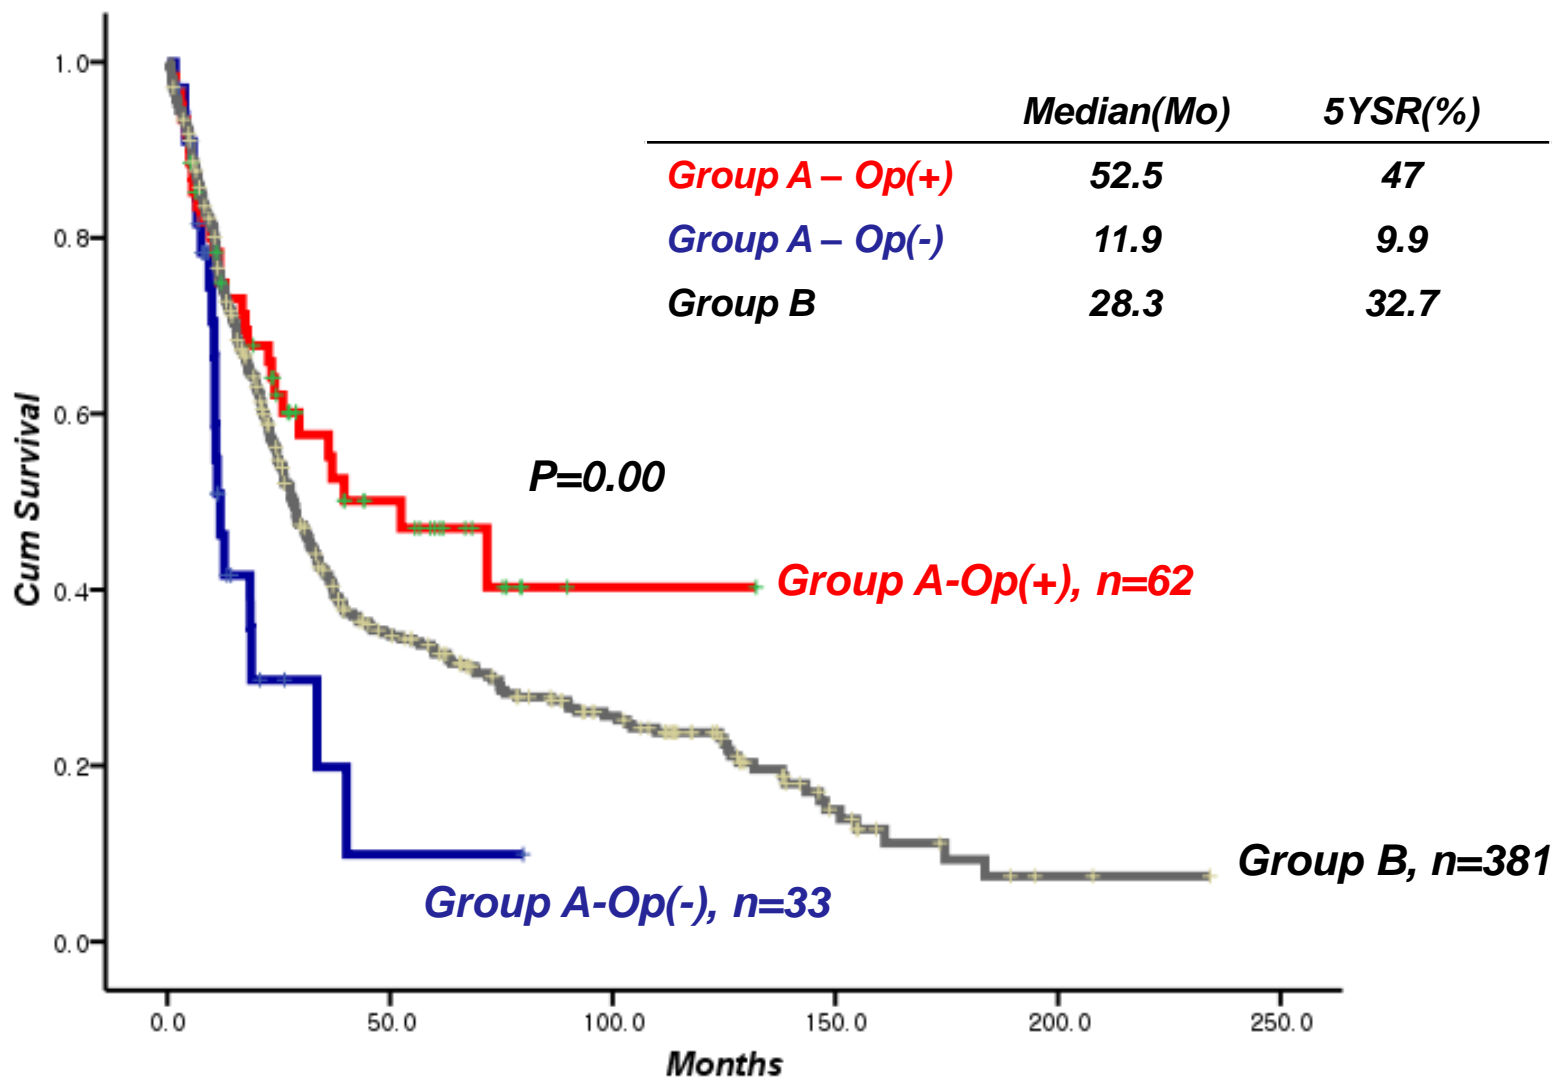 1.0
Median(Mo) 5YSR(%)
Group A – Op(+) 52.5 47
0.8
Group A – Op(-) 11.9 9.9
Group B 28.3 32.7
0.6
P=0.00
Cum Survival
Group A-Op(+), n=62
0.4
0.2
Group B, n=381
Group A-Op(-), n=33
0.0
0.0 50.0 100.0 150.0 200.0 250.0
Months